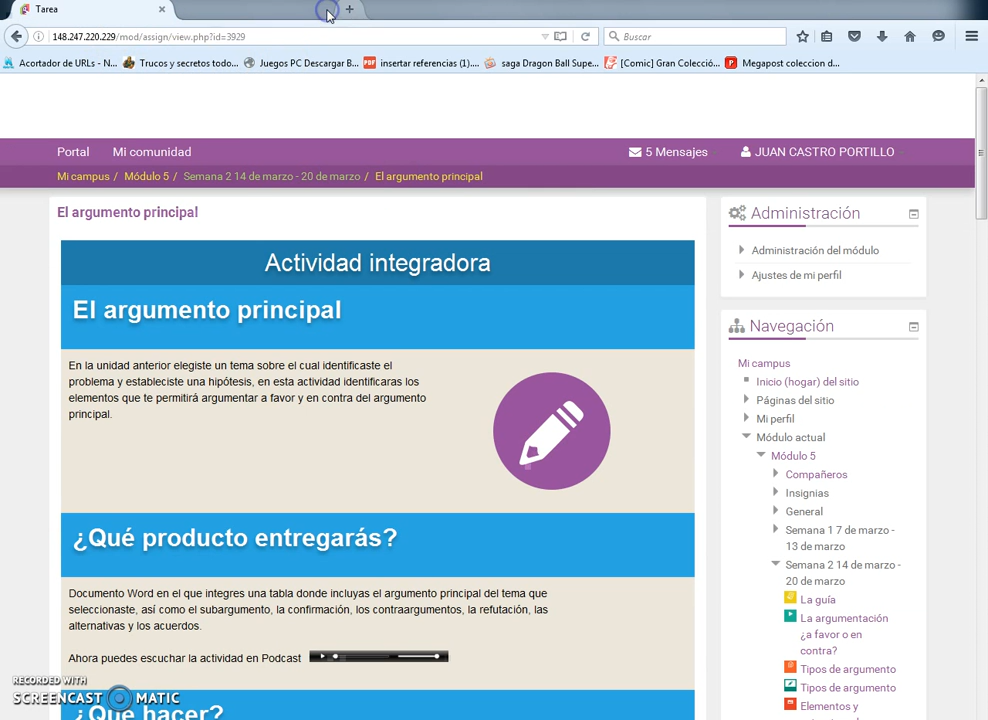 Tarea
148.247.220.229/mod/assign/view.php?id=3929
Buscar
Acortador de URLs - N...
Trucos y secretos todo...
Juegos PC Descargar B...
insertar referencias (1)....
saga Dragon Ball Supe...
[Comic] Gran Colecció...
Megapost coleccion d...
Portal
Mi comunidad
5 Mensajes
JUAN CASTRO PORTILLO
Mi campus / Módulo 5 / Semana 2 14 de marzo - 20 de marzo / El argumento principal
El argumento principal
Actividad integradora
El argumento principal
En la unidad anterior elegiste un tema sobre el cual identificaste el
problema y estableciste una hipótesis, en esta actividad identificaras los
elementos que te permitirá argumentar a favor y en contra del argumento
principal.
¿Qué producto entregarás?
Documento Word en el que integres una tabla donde incluyas el argumento principal del tema que
seleccionaste, así como el subargumento, la confirmación, los contraargumentos, la refutación, las
alternativas y los acuerdos.
Ahora puedes escuchar la actividad en Podcast
¿Qué hacer?
RECORDED WITH
SCREENCAST MATIC
Administración
Administración del módulo
Ajustes de mi perfil
Navegación
Mi campus
Inicio (hogar) del sitio
Páginas del sitio
Mi perfil
Módulo actual
Módulo 5
Compañeros
Insignias
General
Semana 1 7 de marzo -
13 de marzo
Semana 2 14 de marzo -
20 de marzo
La guía
La argumentación
¿a favor o en
contra?
Tipos de argumento
Tipos de argumento
Elementos y